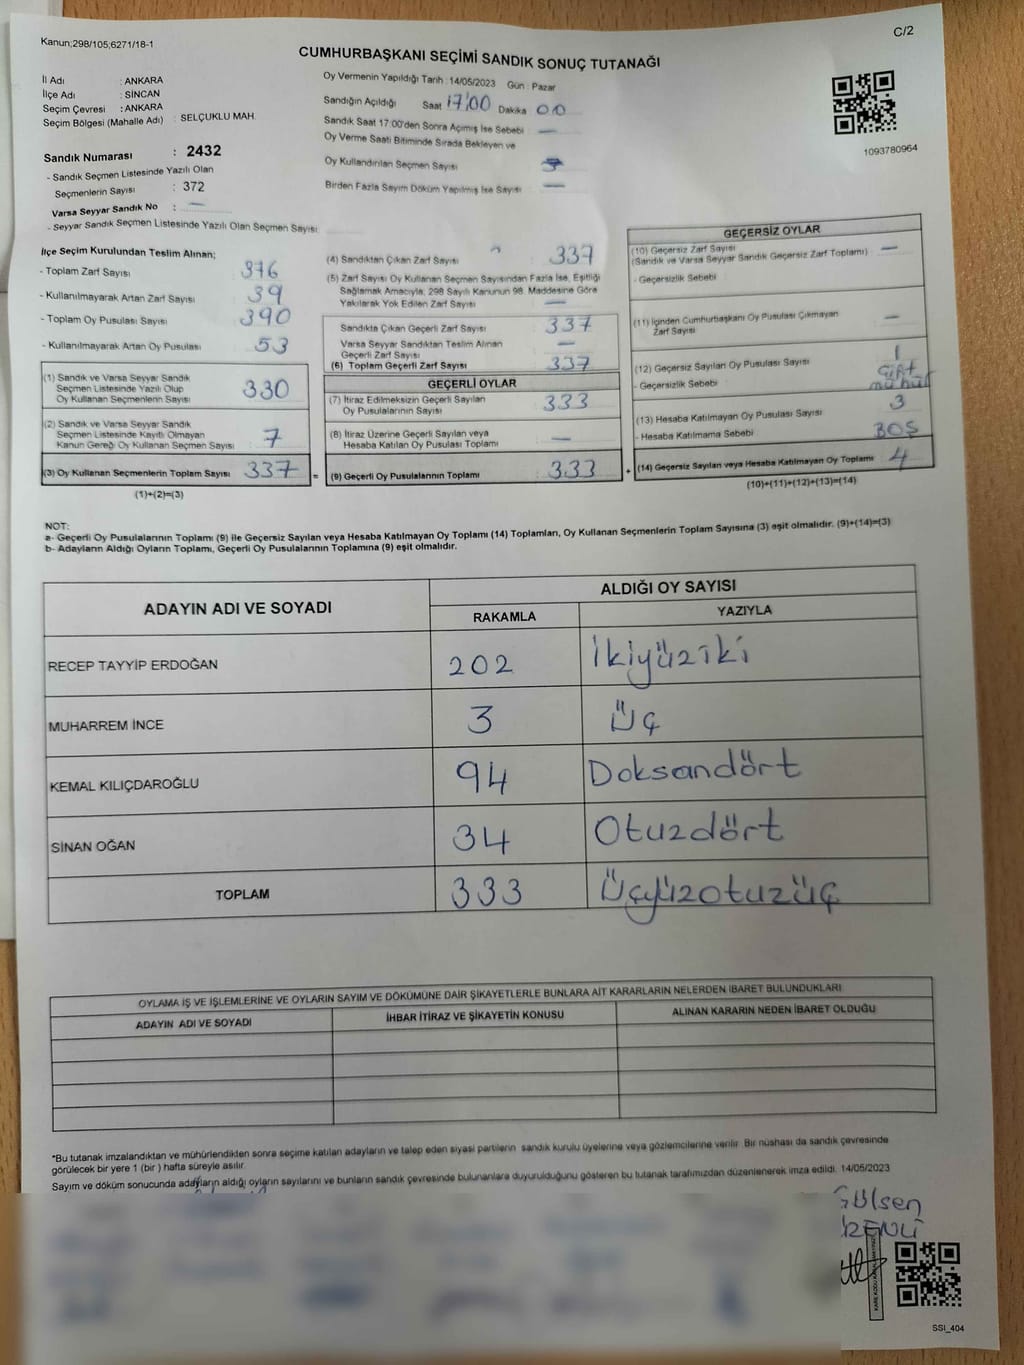 Kanun;298/105;6271/18-1
C/2
CUMHURBAŞKANI SEÇİMİ SANDIK SONUÇ TUTANAĞI
İl Adı : ANKARA
İlçe Adı : SİNCAN
Seçim Çevresi : ANKARA
Seçim Bölgesi (Mahalle Adı) : SELÇUKLU MAH.
Sandık Numarası : 2432
- Sandık Seçmen Listesinde Yazılı Olan
Seçmenlerin Sayısı : 372
Varsa Seyyar Sandık No : —
- Seyyar Sandık Seçmen Listesinde Yazılı Olan Seçmen Sayısı:
Oy Vermenin Yapıldığı Tarih : 14/05/2023 Gün : Pazar
Sandığın Açıldığı Saat 17:00 Dakika 00
Sandık Saat 17:00'den Sonra Açılmış İse Sebebi —
Oy Verme Saati Bitiminde Sırada Bekleyen ve
Oy Kullandırılan Seçmen Sayısı
Birden Fazla Sayım Döküm Yapılmış İse Sayısı —
1093780964
İlçe Seçim Kurulundan Teslim Alınan;
- Toplam Zarf Sayısı 376
- Kullanılmayarak Artan Zarf Sayısı 39
- Toplam Oy Pusulası Sayısı 390
- Kullanılmayarak Artan Oy Pusulası 53
(1) Sandık ve Varsa Seyyar Sandık
Seçmen Listesinde Yazılı Olup
Oy Kullanan Seçmenlerin Sayısı 330
(2) Sandık ve Varsa Seyyar Sandık
Seçmen Listesinde Kayıtlı Olmayan
Kanun Gereği Oy Kullanan Seçmen Sayısı 7
(3) Oy Kullanan Seçmenlerin Toplam Sayısı 337 =
(1)+(2)=(3)
(4) Sandıktan Çıkan Zarf Sayısı : 337
(5) Zarf Sayısı Oy Kullanan Seçmen Sayısından Fazla İse, Eşitliği
Sağlamak Amacıyla, 298 Sayılı Kanunun 98. Maddesine Göre
Yakılarak Yok Edilen Zarf Sayısı —
Sandıkta Çıkan Geçerli Zarf Sayısı 337
Varsa Seyyar Sandıktan Teslim Alınan
Geçerli Zarf Sayısı —
(6) Toplam Geçerli Zarf Sayısı 337
GEÇERLİ OYLAR
(7) İtiraz Edilmeksizin Geçerli Sayılan
Oy Pusulalarının Sayısı 333
(8) İtiraz Üzerine Geçerli Sayılan veya
Hesaba Katılan Oy Pusulası Toplamı —
(9) Geçerli Oy Pusulalarının Toplamı 333 +
GEÇERSİZ OYLAR
(10) Geçersiz Zarf Sayısı —
(Sandık ve Varsa Seyyar Sandık Geçersiz Zarf Toplamı)
- Geçersizlik Sebebi
(11) İçinden Cumhurbaşkanı Oy Pusulası Çıkmayan
Zarf Sayısı —
(12) Geçersiz Sayılan Oy Pusulası Sayısı 1
- Geçersizlik Sebebi Çift mühür
(13) Hesaba Katılmayan Oy Pusulası Sayısı 3
- Hesaba Katılmama Sebebi BOŞ
(14) Geçersiz Sayılan veya Hesaba Katılmayan Oy Toplamı 4
(10)+(11)+(12)+(13)=(14)
NOT:
a- Geçerli Oy Pusulalarının Toplamı (9) ile Geçersiz Sayılan veya Hesaba Katılmayan Oy Toplamı (14) Toplamları, Oy Kullanan Seçmenlerin Toplam Sayısına (3) eşit olmalıdır. (9)+(14)=(3)
b- Adayların Aldığı Oyların Toplamı, Geçerli Oy Pusulalarının Toplamına (9) eşit olmalıdır.
ADAYIN ADI VE SOYADI
ALDIĞI OY SAYISI
RAKAMLA YAZIYLA
RECEP TAYYİP ERDOĞAN 202 İkiyüziki
MUHARREM İNCE 3 Üç
KEMAL KILIÇDAROĞLU 94 Doksandört
SİNAN OĞAN 34 Otuzdört
TOPLAM 333 Üçyüzotuzüç
OYLAMA İŞ VE İŞLEMLERİNE VE OYLARIN SAYIM VE DÖKÜMÜNE DAİR ŞİKAYETLERLE BUNLARA AİT KARARLARIN NELERDEN İBARET BULUNDUKLARI
ADAYIN ADI VE SOYADI İHBAR İTİRAZ VE ŞİKAYETİN KONUSU ALINAN KARARIN NEDEN İBARET OLDUĞU
*Bu tutanak imzalandıktan ve mühürlendikten sonra seçime katılan adayların ve talep eden siyasi partilerin sandık kurulu üyelerine veya gözlemcilerine verilir. Bir nüshası da sandık çevresinde
görülecek bir yere 1 (bir ) hafta süreyle asılır.
Sayım ve döküm sonucunda adayların aldığı oyların sayılarını ve bunların sandık çevresinde bulunanlara duyurulduğunu gösteren bu tutanak tarafımızdan düzenlenerek imza edildi. 14/05/2023
Gülsen
SSI_404